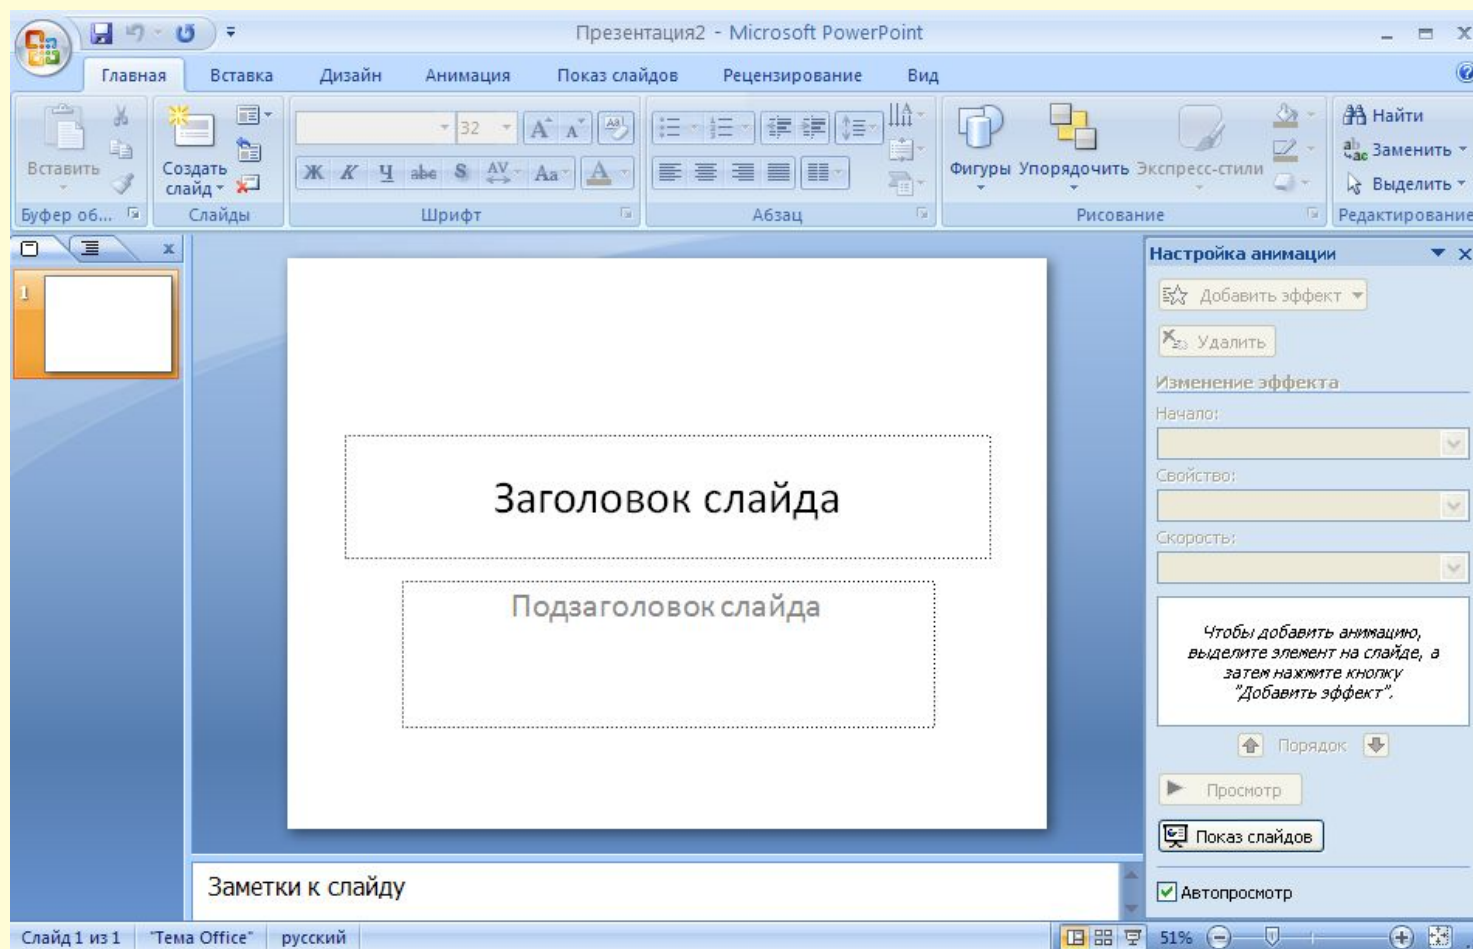 Презентация2 - Microsoft PowerPoint
Главная Вставка Дизайн Анимация Показ слайдов Рецензирование Вид
Вставить
Создать слайд
32
Ж К Ч abc S AV Aa A
Фигуры Упорядочить Экспресс-стили
Найти
Заменить
Выделить
Буфер об... Слайды Шрифт Абзац Рисование Редактирование
1
Заголовок слайда
Подзаголовок слайда
Заметки к слайду
Настройка анимации
Добавить эффект
Удалить
Изменение эффекта
Начало:
Свойство:
Скорость:
Чтобы добавить анимацию,
выделите элемент на слайде, а
затем нажмите кнопку
"Добавить эффект".
Порядок
Просмотр
Показ слайдов
Автопросмотр
Слайд 1 из 1 "Тема Office" русский 51%